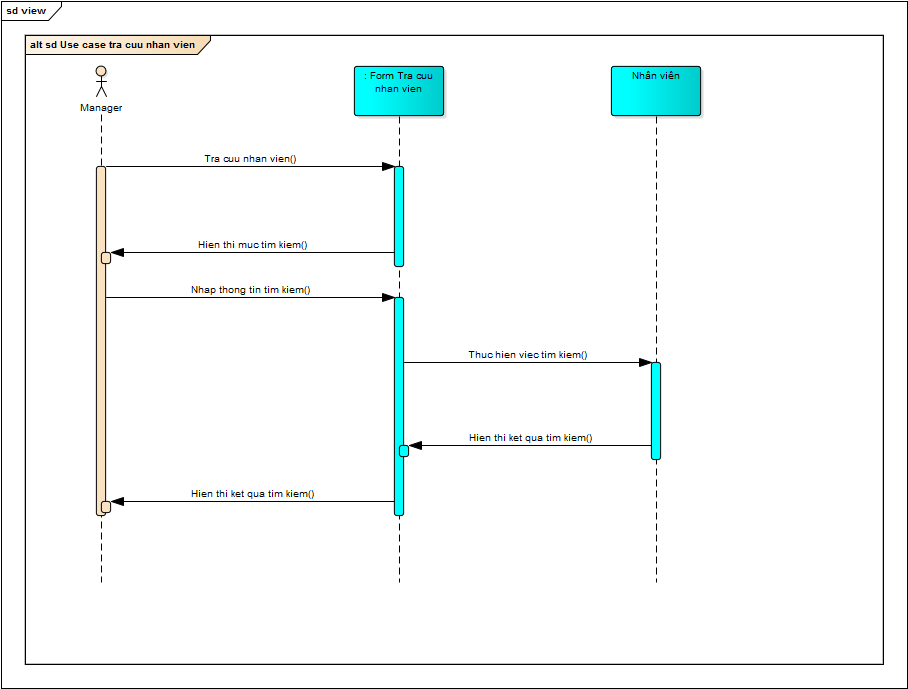 sd view
alt sd Use case tra cuu nhan vien
: Form Tra cuu
nhan vien
Nhân viên
Manager
Tra cuu nhan vien()
Hien thi muc tim kiem()
Nhap thong tin tim kiem()
Thuc hien viec tim kiem()
Hien thi ket qua tim kiem()
Hien thi ket qua tim kiem()